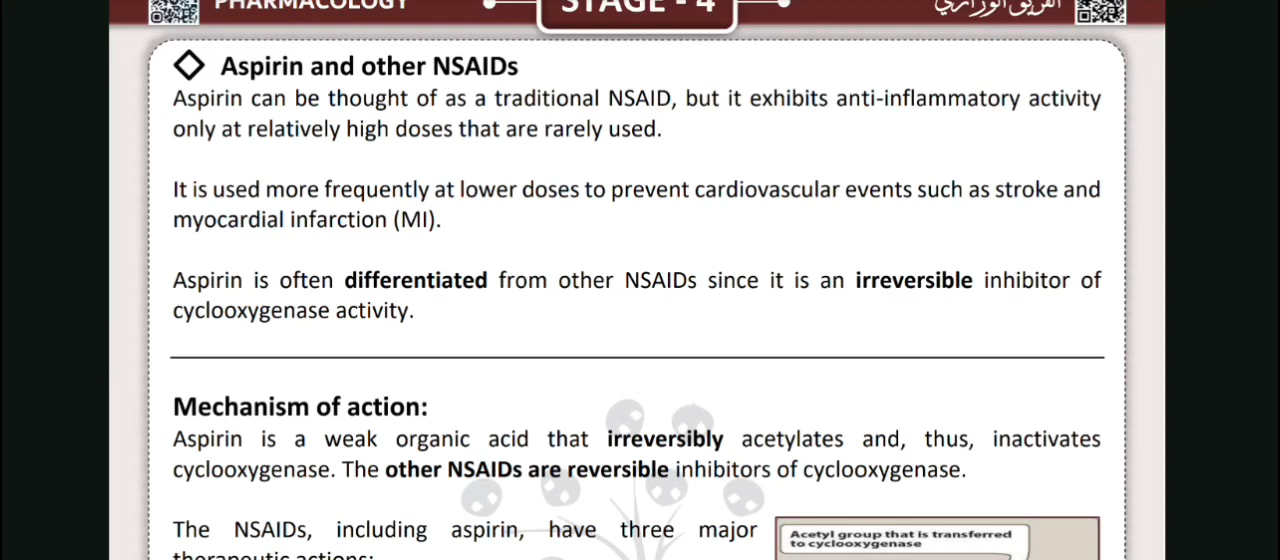 PHARMACOLOGY
STAGE - 4
الفريق الوزاري
Aspirin and other NSAIDs
Aspirin can be thought of as a traditional NSAID, but it exhibits anti-inflammatory activity
only at relatively high doses that are rarely used.
It is used more frequently at lower doses to prevent cardiovascular events such as stroke and
myocardial infarction (MI).
Aspirin is often differentiated from other NSAIDs since it is an irreversible inhibitor of
cyclooxygenase activity.
Mechanism of action:
Aspirin is a weak organic acid that irreversibly acetylates and, thus, inactivates
cyclooxygenase. The other NSAIDs are reversible inhibitors of cyclooxygenase.
The NSAIDs, including aspirin, have three major
therapeutic actions:
Acetyl group that is transferred
to cyclooxygenase